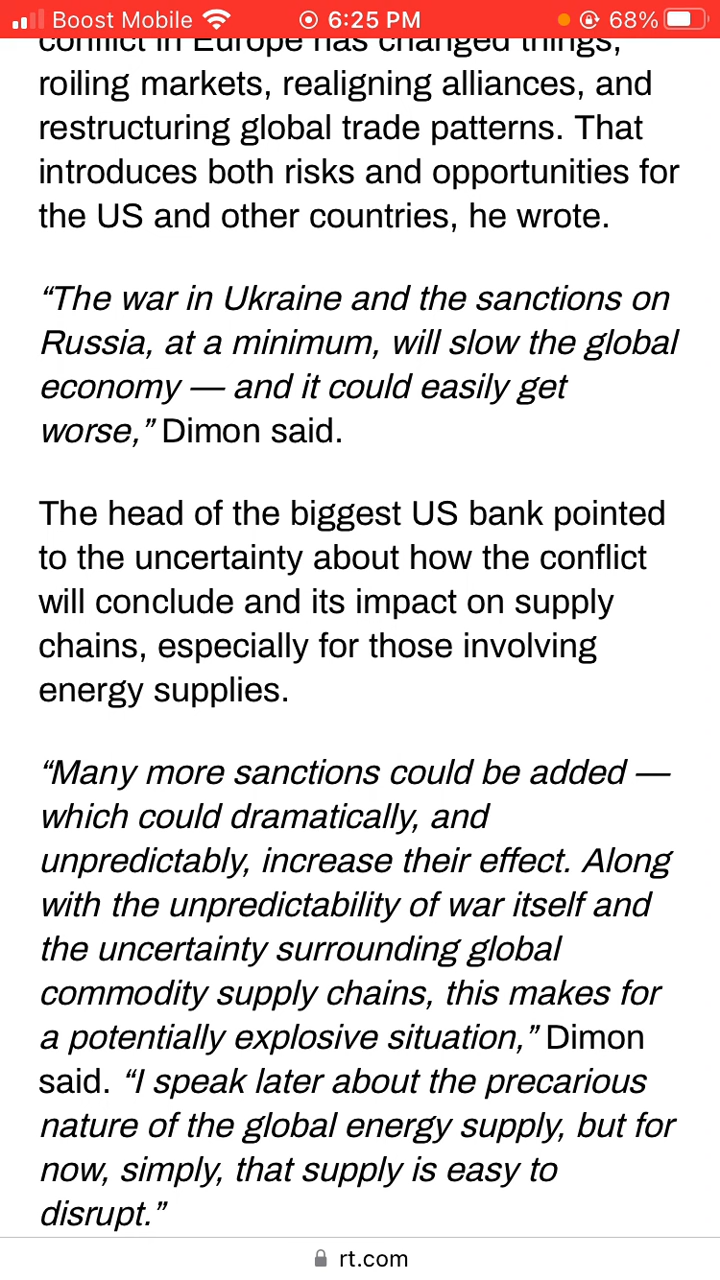 Boost Mobile 6:25 PM 68%
conflict in Europe has changed things,
roiling markets, realigning alliances, and
restructuring global trade patterns. That
introduces both risks and opportunities for
the US and other countries, he wrote.
“The war in Ukraine and the sanctions on
Russia, at a minimum, will slow the global
economy — and it could easily get
worse,” Dimon said.
The head of the biggest US bank pointed
to the uncertainty about how the conflict
will conclude and its impact on supply
chains, especially for those involving
energy supplies.
“Many more sanctions could be added —
which could dramatically, and
unpredictably, increase their effect. Along
with the unpredictability of war itself and
the uncertainty surrounding global
commodity supply chains, this makes for
a potentially explosive situation,” Dimon
said. “I speak later about the precarious
nature of the global energy supply, but for
now, simply, that supply is easy to
disrupt.”
rt.com